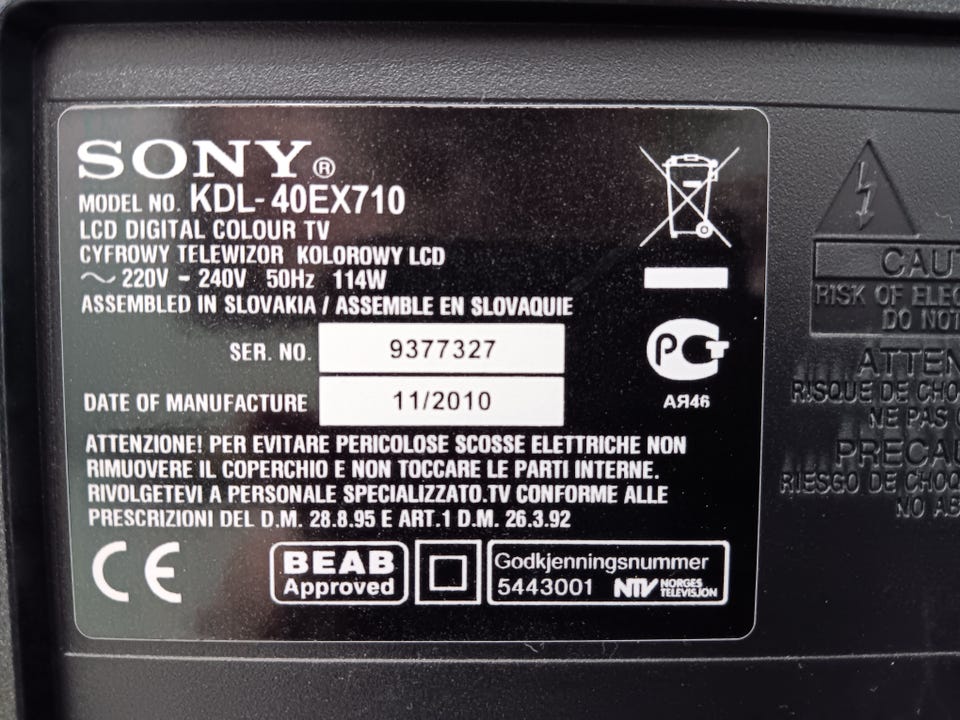 SONY®
MODEL NO. KDL-40EX710
LCD DIGITAL COLOUR TV
CYFROWY TELEWIZOR KOLOROWY LCD
~ 220V - 240V 50Hz 114W
ASSEMBLED IN SLOVAKIA / ASSEMBLE EN SLOVAQUIE
SER. NO. 9377327
DATE OF MANUFACTURE 11/2010
РСТ
АЯ46
ATTENZIONE! PER EVITARE PERICOLOSE SCOSSE ELETTRICHE NON
RIMUOVERE IL COPERCHIO E NON TOCCARE LE PARTI INTERNE.
RIVOLGETEVI A PERSONALE SPECIALIZZATO.TV CONFORME ALLE
PRESCRIZIONI DEL D.M. 28.8.95 E ART.1 D.M. 26.3.92
CE
BEAB
Approved
Godkjenningsnummer
5443001 NTV NORGES
TELEVISJON
CAUT
RISK OF ELEC
DO NOT
ATTEN
RISQUE DE CHO
NE PAS
PRECAU
RIESGO DE CHOQ
NO AB